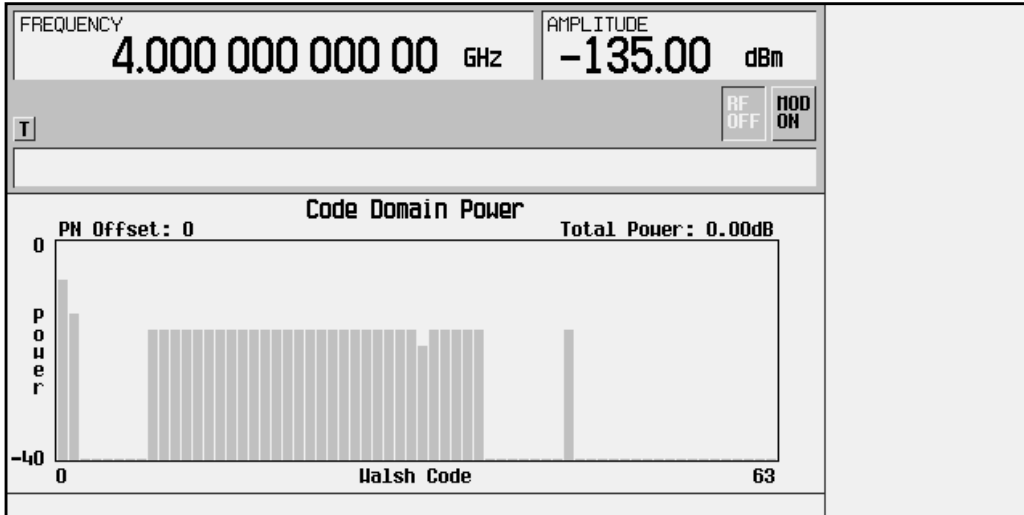 FREQUENCY
4.000 000 000 00 GHz
AMPLITUDE
-135.00 dBm
RF
OFF
MOD
ON
T
Code Domain Power
PN Offset: 0
Total Power: 0.00dB
0
Power
-40
0
Walsh Code
63